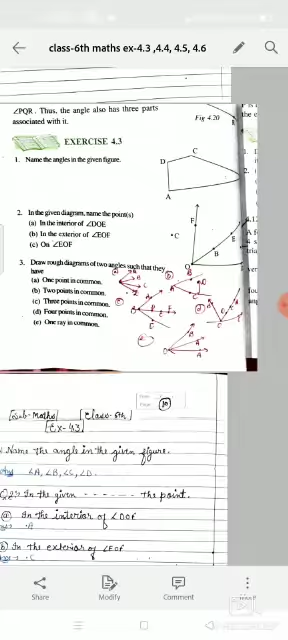 class-6th maths ex-4.3 ,4.4, 4.5, 4.6
∠PQR. Thus, the angle also has three parts
associated with it.
Fig 4.20
EXERCISE 4.3
1. Name the angles in the given figure.
D
C
A
2. In the given diagram, name the point(s)
(a) In the interior of ∠DOE
(b) In the exterior of ∠EOF
(c) On ∠EOF
F
C
E
B
3. Draw rough diagrams of two angles such that they
have
(a) One point in common.
(b) Two points in common.
(c) Three points in common.
(d) Four points in common.
(e) One ray in common.
10
Sub-Maths Class-6th
Ex-4.3
Name the angle in the given figure.
∠A, ∠B, ∠C, ∠D.
Q2: In the given ------- the point.
(a) In the interior of ∠DOE
·A
(b) In the exterior of ∠EOF
·C
Share
Modify
Comment